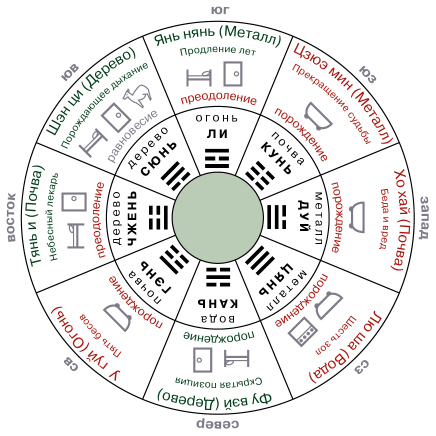 юг
Янь нянь (Металл)
Продление лет
преодоление
огонь
ЛИ
юз
Цзюэ мин (Металл)
Прекращение судьбы
порождение
почва
КУНЬ
запад
Хо хай (Почва)
Беда и вред
порождение
металл
ДУЙ
сз
Лю ша (Вода)
Шесть зол
порождение
металл
ЦЯНЬ
север
Фу вэй (Дерево)
Скрытая позиция
порождение
вода
КАНЬ
св
У гуй (Огонь)
Пять бесов
порождение
почва
ГЭНЬ
восток
Тянь и (Почва)
Небесный лекарь
преодоление
дерево
ЧЖЕНЬ
юв
Шэн ци (Дерево)
Порождающее дыхание
равновесие
дерево
СЮНЬ